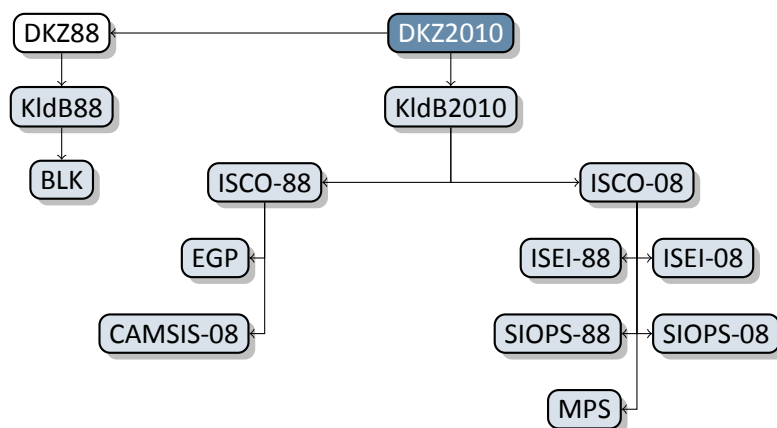 DKZ88 DKZ2010
KldB88 KldB2010
BLK ISCO-88 ISCO-08
EGP ISEI-88 ISEI-08
CAMSIS-08 SIOPS-88 SIOPS-08
MPS